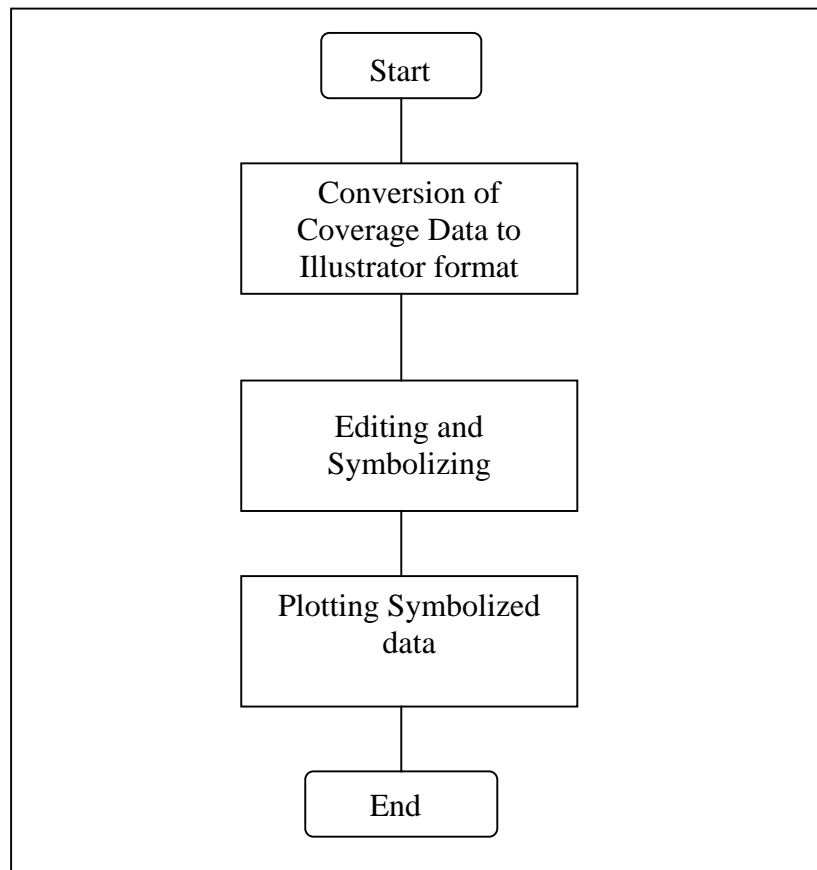 Start
Conversion of
Coverage Data to
Illustrator format
Editing and
Symbolizing
Plotting Symbolized
data
End